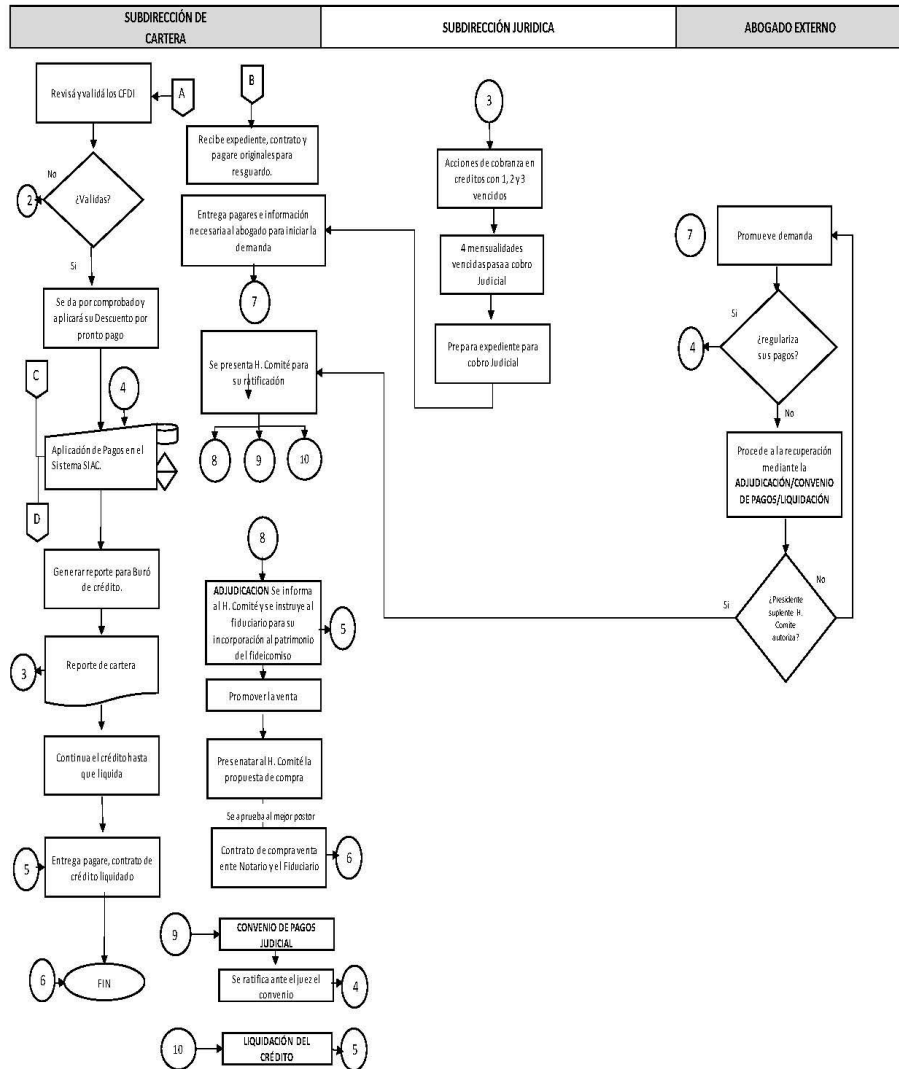 SUBDIRECCIÓN DE
CARTERA
SUBDIRECCIÓN JURIDICA
ABOGADO EXTERNO
Revisá y validá los CFDI
A
No
2
¿Validas?
Si
Se da por comprobado y
aplicará su Descuento por
pronto pago
C
4
Aplicación de Pagos en el
Sistema SIAC.
D
Generar reporte para Buró
de crédito.
3
Reporte de cartera
Continua el crédito hasta
que liquida
5
Entrega pagare, contrato de
crédito liquidado
6
FIN
B
Recibe expediente, contrato y
pagare originales para
resguardo.
Entrega pagares e información
necesaria al abogado para iniciar la
demanda
7
Se presenta H. Comité para
su ratificación
8
9
10
8
ADJUDICACION Se informa
al H. Comité y se instruye al
fiduciario para su
incorporación al patrimonio
del fideicomiso
5
Promover la venta
Presenatar al H. Comité la
propuesta de compra
Se aprueba al mejor postor
Contrato de compra venta
ente Notario y el Fiduciario
6
9
CONVENIO DE PAGOS
JUDICIAL
Se ratifica ante el juez el
convenio
4
10
LIQUIDACIÓN DEL
CRÉDITO
5
3
Acciones de cobranza en
creditos con 1, 2 y 3
vencidos
4 mensualidades
vencidas pasa a cobro
Judicial
Prepara expediente para
cobro Judicial
7
Promueve demanda
Si
4
¿regulariza
sus pagos?
No
Procede a la recuperación
mediante la
ADJUDICACIÓN/CONVENIO
DE PAGOS/LIQUIDACIÓN
Si
No
¿Presidente
suplente H.
Comite
autoriza?